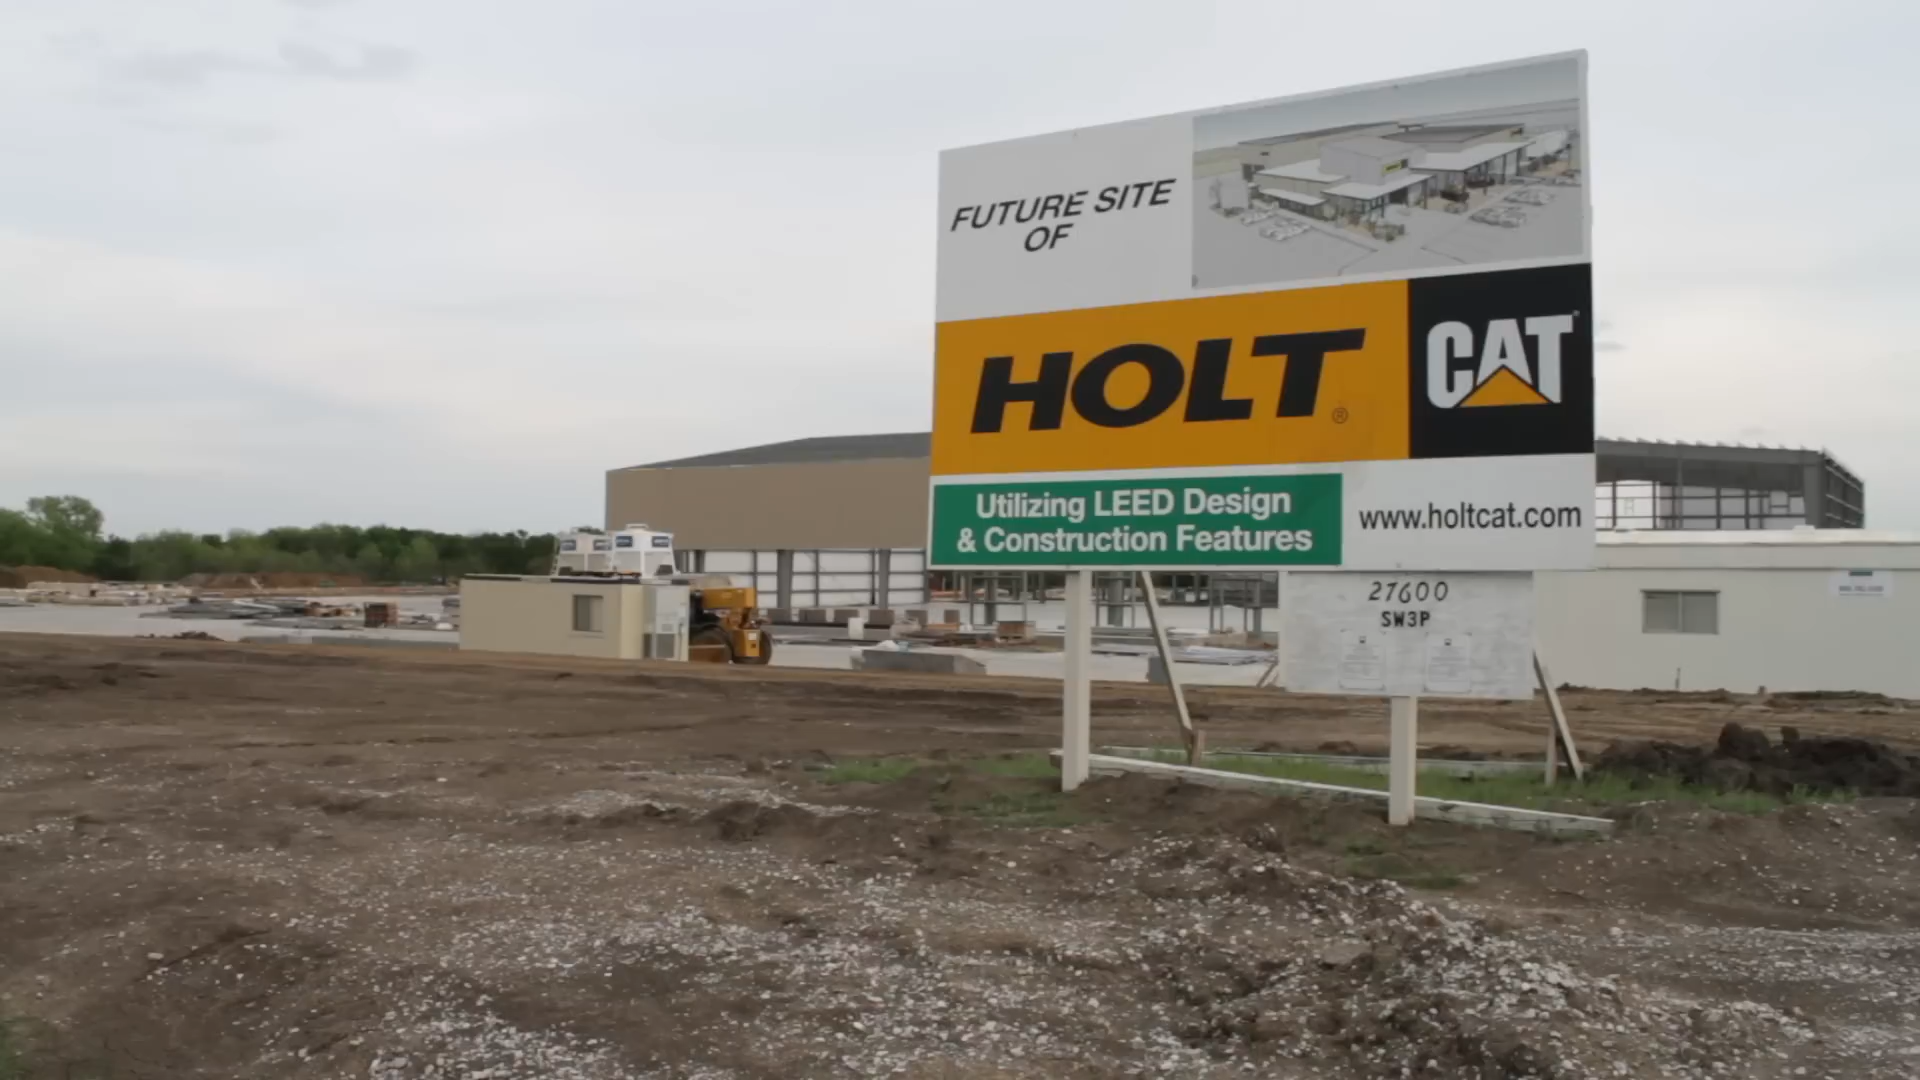 FUTURE SITE
OF
HOLT®
CAT®
Utilizing LEED Design
& Construction Features
www.holtcat.com
27600
SW3P